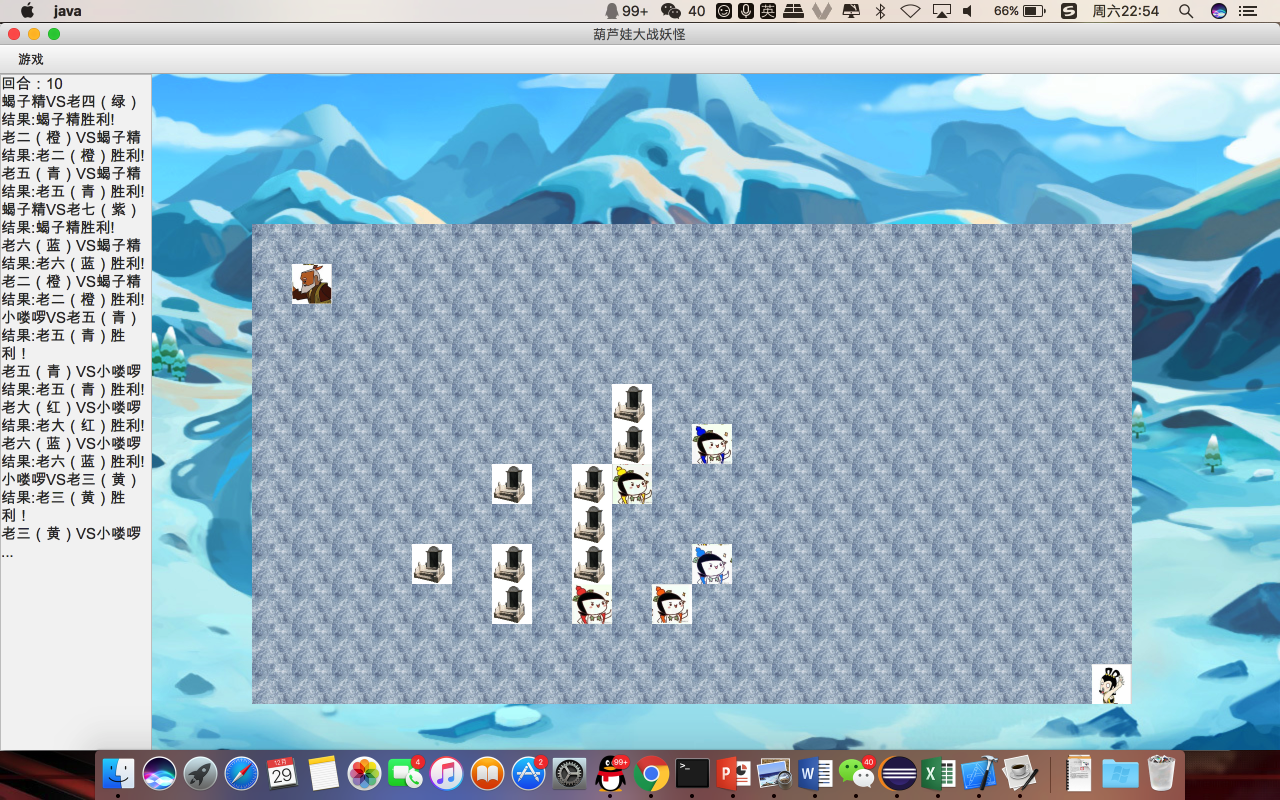 java
99+
40
英
66%
周六22:54
葫芦娃大战妖怪
游戏
回合：10
蝎子精VS老四（绿）
结果:蝎子精胜利!
老二（橙）VS蝎子精
结果:老二（橙）胜利!
老五（青）VS蝎子精
结果:老五（青）胜利!
蝎子精VS老七（紫）
结果:蝎子精胜利!
老六（蓝）VS蝎子精
结果:老六（蓝）胜利!
老二（橙）VS蝎子精
结果:老二（橙）胜利!
小喽啰VS老五（青）
结果:老五（青）胜
利！
老五（青）VS小喽啰
结果:老五（青）胜利!
老大（红）VS小喽啰
结果:老大（红）胜利!
老六（蓝）VS小喽啰
结果:老六（蓝）胜利!
小喽啰VS老三（黄）
结果:老三（黄）胜
利！
老三（黄）VS小喽啰
...
12月
29
4
2
99+
40